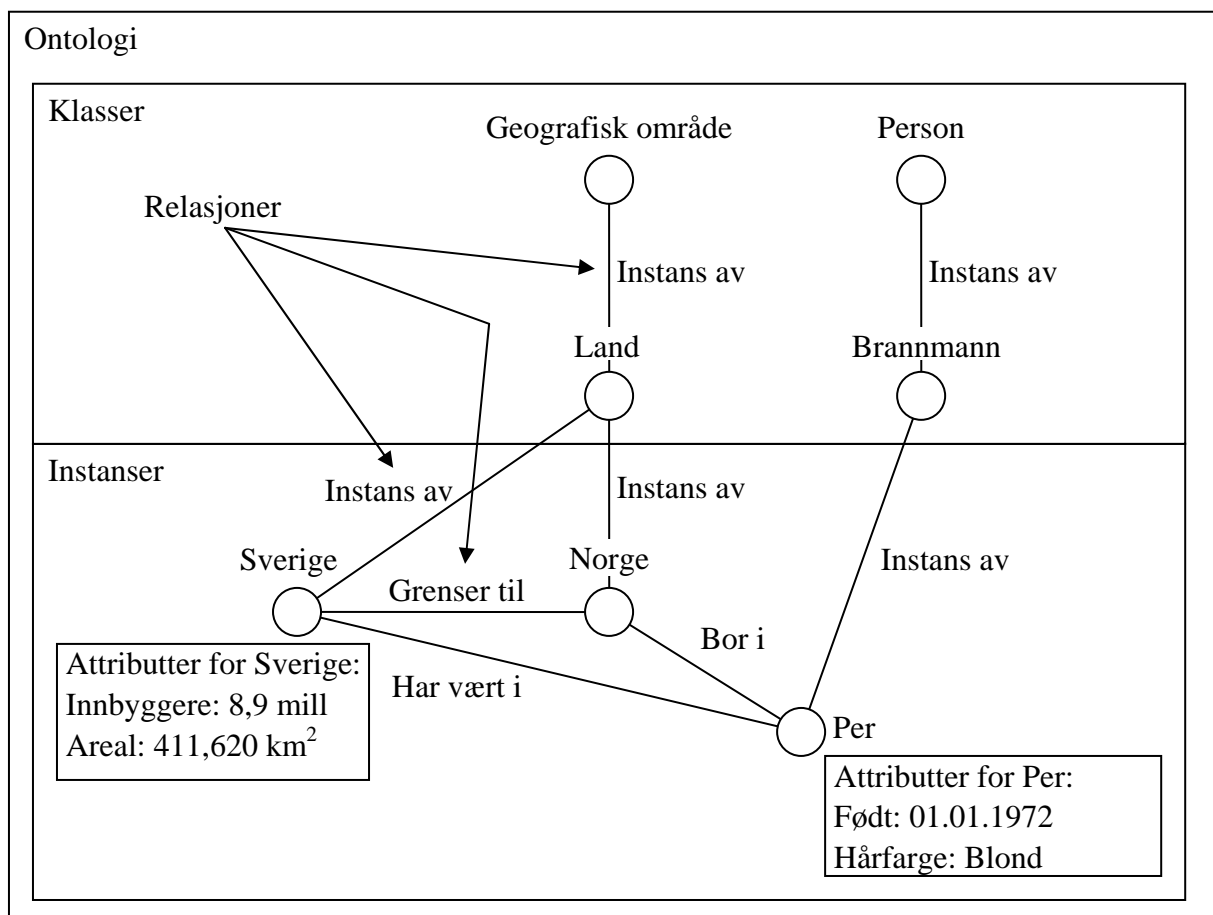 Ontologi
Klasser
Geografisk område
Person
Relasjoner
Instans av
Instans av
Land
Brannmann
Instanser
Instans av
Instans av
Sverige
Norge
Instans av
Grenser til
Bor i
Har vært i
Attributter for Sverige:
Innbyggere: 8,9 mill
Areal: 411,620 km²
Per
Attributter for Per:
Født: 01.01.1972
Hårfarge: Blond